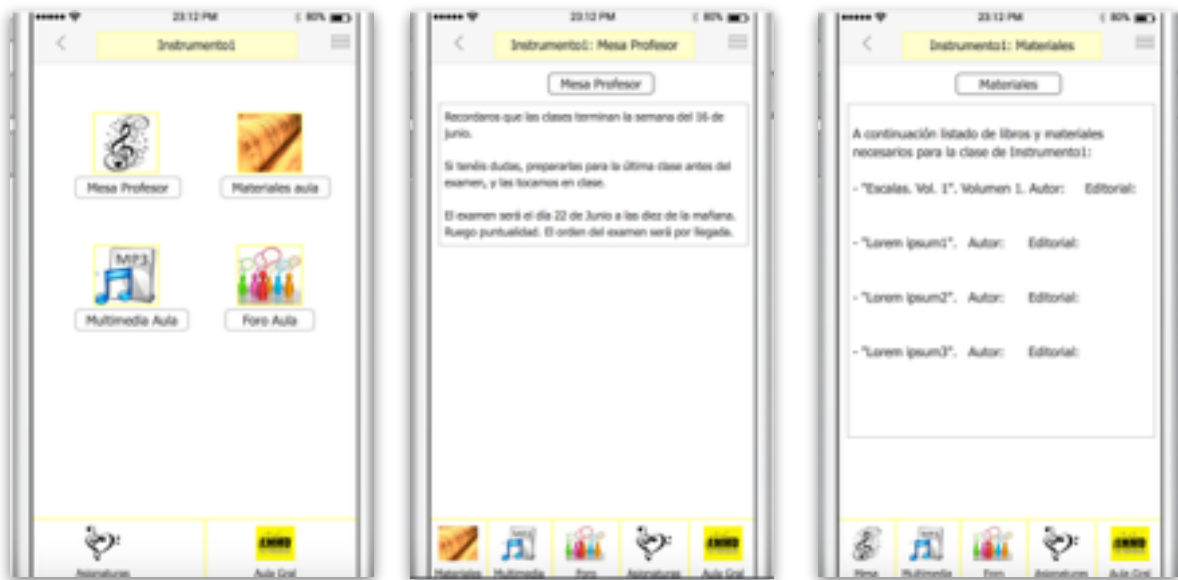 23:12 PM
80%
Instrumento1
Mesa Profesor
Materiales aula
MP3
Multimedia Aula
Foro Aula
Asignaturas
Aula Gral
23:12 PM
80%
Instrumento1: Mesa Profesor
Mesa Profesor
Recordaros que las clases terminan la semana del 16 de
junio.
Si tenéis dudas, prepararlas para la última clase antes del
examen, y las tocamos en clase.
El examen será el día 22 de Junio a las diez de la mañana.
Ruego puntualidad. El orden del examen será por llegada.
Materiales
Multimedia
Foro
Asignaturas
Aula Gral
23:12 PM
80%
Instrumento1: Materiales
Materiales
A continuación listado de libros y materiales
necesarios para la clase de Instrumento1:
- "Escalas. Vol. 1". Volumen 1. Autor: Editorial:
- "Lorem ipsum1". Autor: Editorial:
- "Lorem ipsum2". Autor: Editorial:
- "Lorem ipsum3". Autor: Editorial:
Mesa
Multimedia
Foro
Asignaturas
Aula Gral